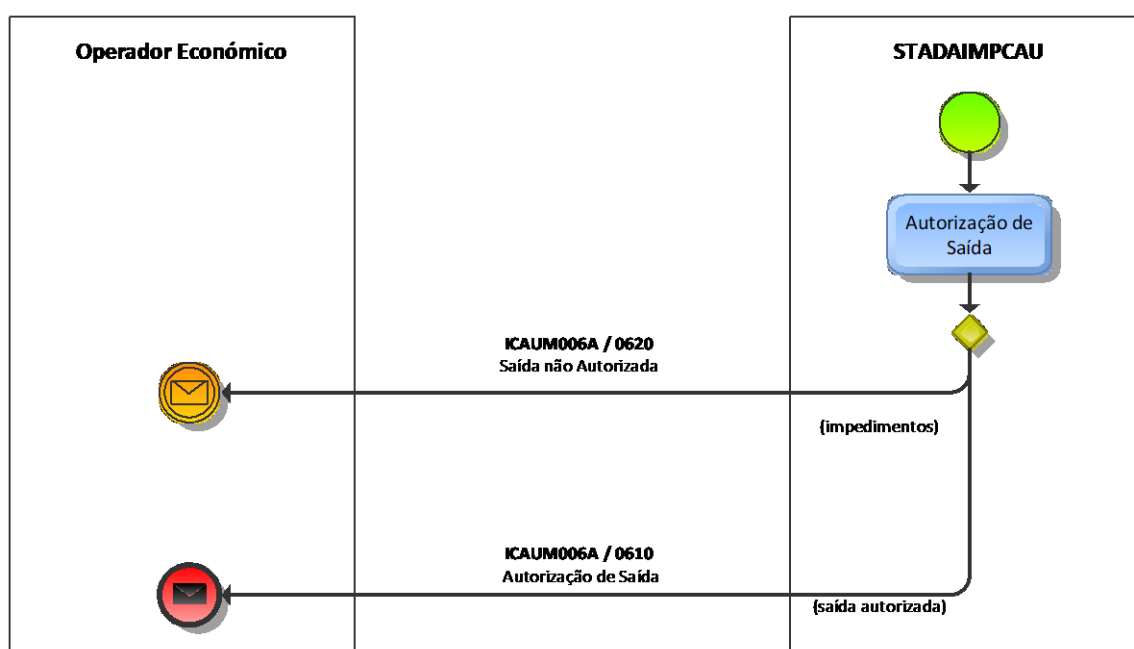 Operador Económico
STADAIMPCAU
Autorização de
Saída
ICAUM006A / 0620
Saída não Autorizada
(impedimentos)
ICAUM006A / 0610
Autorização de Saída
(saída autorizada)